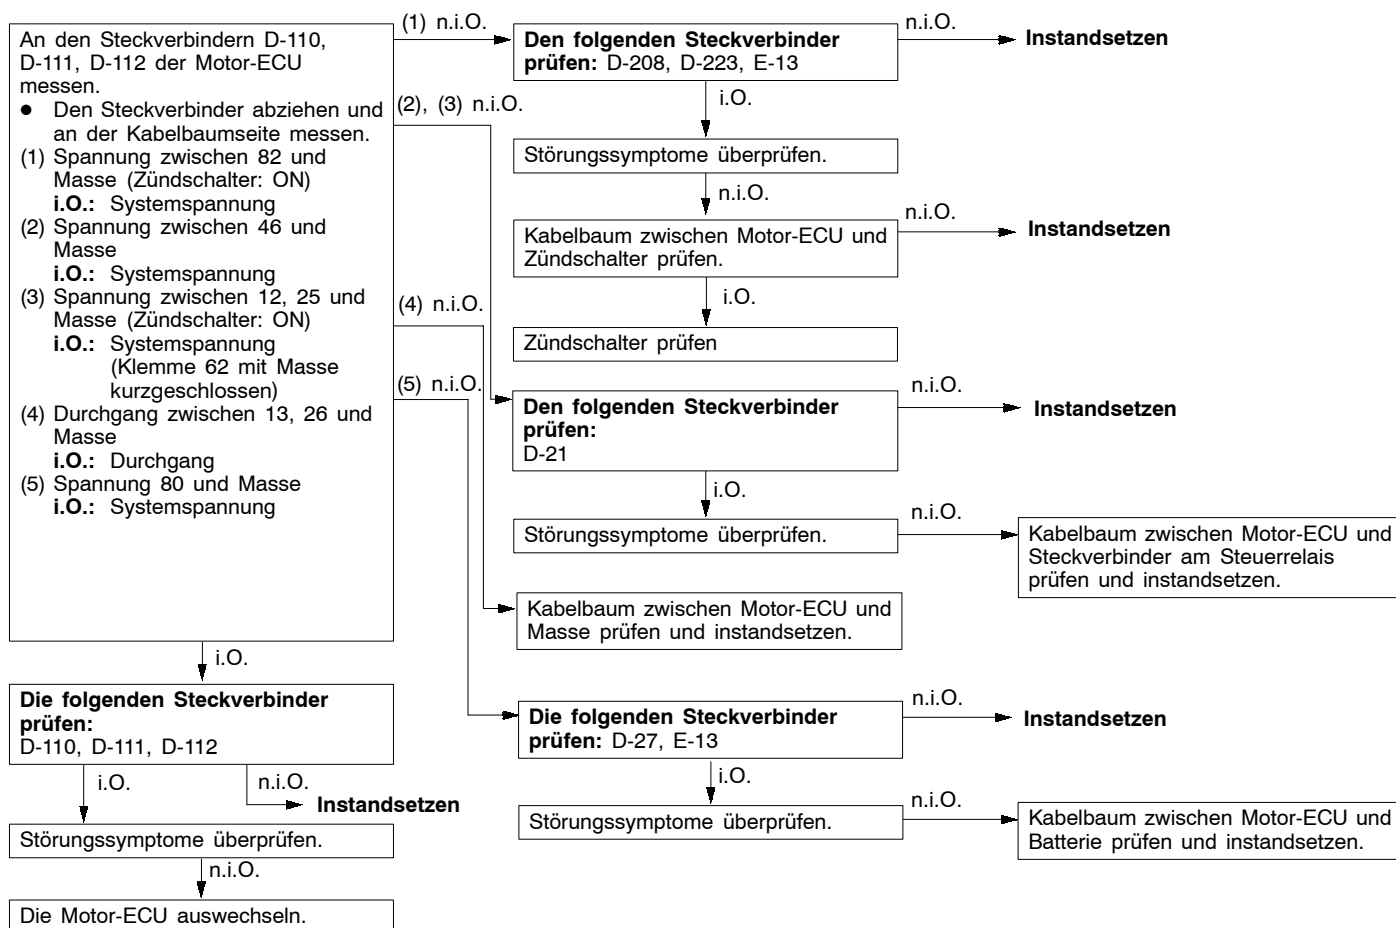 An den Steckverbindern D-110,
D-111, D-112 der Motor-ECU
messen.
● Den Steckverbinder abziehen und
an der Kabelbaumseite messen.
(1) Spannung zwischen 82 und
Masse (Zündschalter: ON)
i.O.: Systemspannung
(2) Spannung zwischen 46 und
Masse
i.O.: Systemspannung
(3) Spannung zwischen 12, 25 und
Masse (Zündschalter: ON)
i.O.: Systemspannung
(Klemme 62 mit Masse
kurzgeschlossen)
(4) Durchgang zwischen 13, 26 und
Masse
i.O.: Durchgang
(5) Spannung 80 und Masse
i.O.: Systemspannung
(1) n.i.O.
Den folgenden Steckverbinder
prüfen: D-208, D-223, E-13
n.i.O.
Instandsetzen
i.O.
Störungssymptome überprüfen.
n.i.O.
Kabelbaum zwischen Motor-ECU und
Zündschalter prüfen.
n.i.O.
Instandsetzen
i.O.
Zündschalter prüfen
(2), (3) n.i.O.
Den folgenden Steckverbinder
prüfen:
D-21
n.i.O.
Instandsetzen
i.O.
Störungssymptome überprüfen.
n.i.O.
Kabelbaum zwischen Motor-ECU und
Steckverbinder am Steuerrelais
prüfen und instandsetzen.
(4) n.i.O.
Kabelbaum zwischen Motor-ECU und
Masse prüfen und instandsetzen.
(5) n.i.O.
Die folgenden Steckverbinder
prüfen: D-27, E-13
n.i.O.
Instandsetzen
i.O.
Störungssymptome überprüfen.
n.i.O.
Kabelbaum zwischen Motor-ECU und
Batterie prüfen und instandsetzen.
i.O.
Die folgenden Steckverbinder
prüfen:
D-110, D-111, D-112
i.O.
n.i.O.
Instandsetzen
Störungssymptome überprüfen.
n.i.O.
Die Motor-ECU auswechseln.